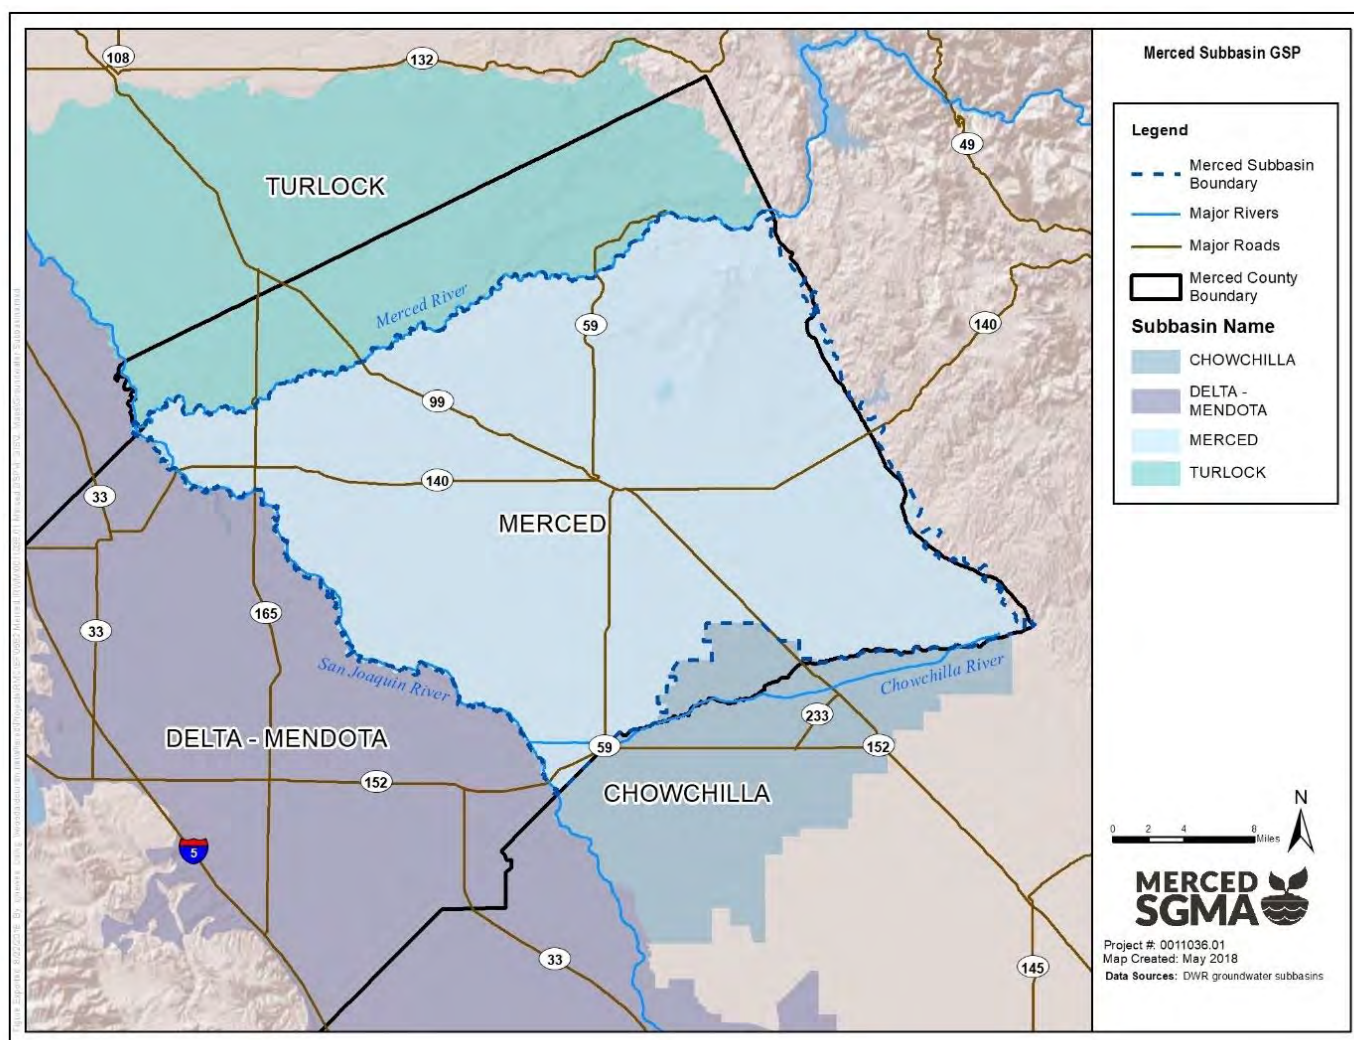 Merced Subbasin GSP
Legend
Merced Subbasin
Boundary
Major Rivers
Major Roads
Merced County
Boundary
Subbasin Name
CHOWCHILLA
DELTA -
MENDOTA
MERCED
TURLOCK
108
132
49
TURLOCK
Merced River
59
140
99
140
33
MERCED
165
33
San Joaquin River
Chowchilla River
233
DELTA - MENDOTA
59
152
152
CHOWCHILLA
5
33
145
0 2 4 8
Miles
N
MERCED
SGMA
Project #: 0011036.01
Map Created: May 2018
Data Sources: DWR groundwater subbasins